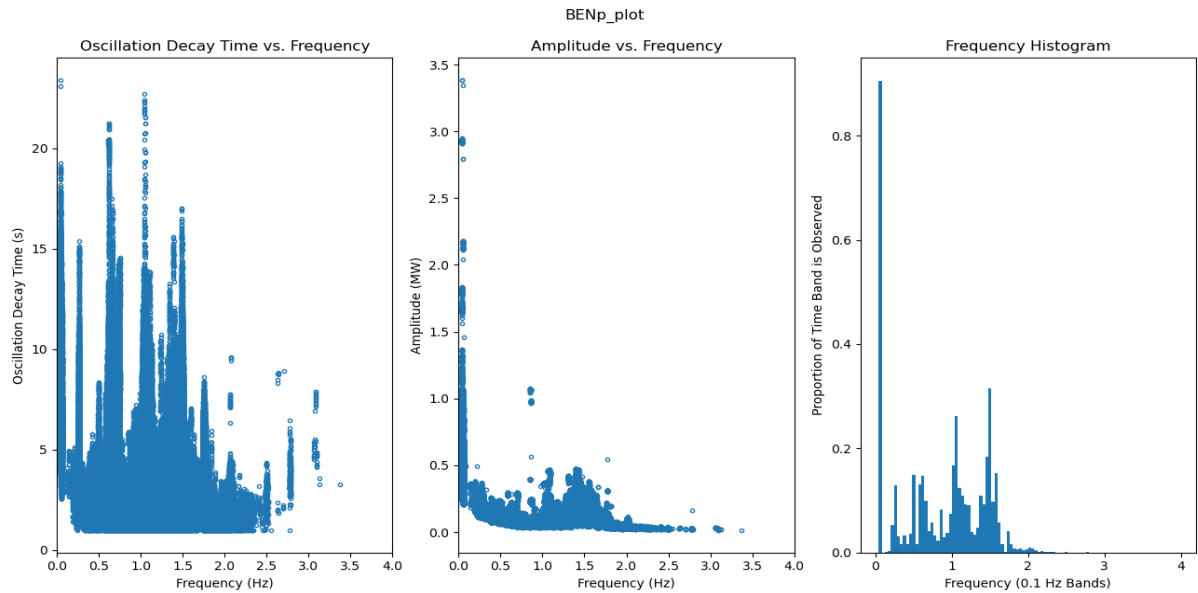 BENp_plot
Oscillation Decay Time vs. Frequency
Oscillation Decay Time (s)
0
5
10
15
20
0.0 0.5 1.0 1.5 2.0 2.5 3.0 3.5 4.0
Frequency (Hz)
Amplitude vs. Frequency
Amplitude (MW)
3.5
3.0
2.5
2.0
1.5
1.0
0.5
0.0
0.0 0.5 1.0 1.5 2.0 2.5 3.0 3.5 4.0
Frequency (Hz)
Frequency Histogram
Proportion of Time Band is Observed
0.8
0.6
0.4
0.2
0.0
0 1 2 3 4
Frequency (0.1 Hz Bands)